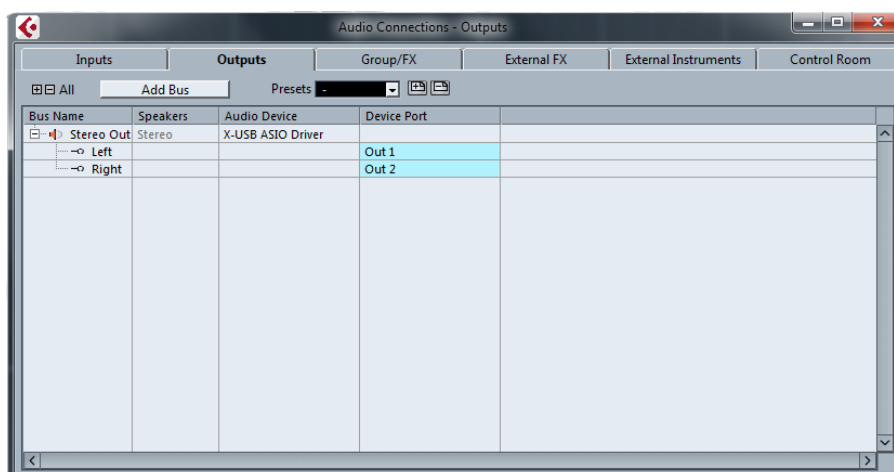 Audio Connections - Outputs
Inputs Outputs Group/FX External FX External Instruments Control Room
All Add Bus Presets -
Bus Name Speakers Audio Device Device Port
Stereo Out Stereo X-USB ASIO Driver
Left Out 1
Right Out 2